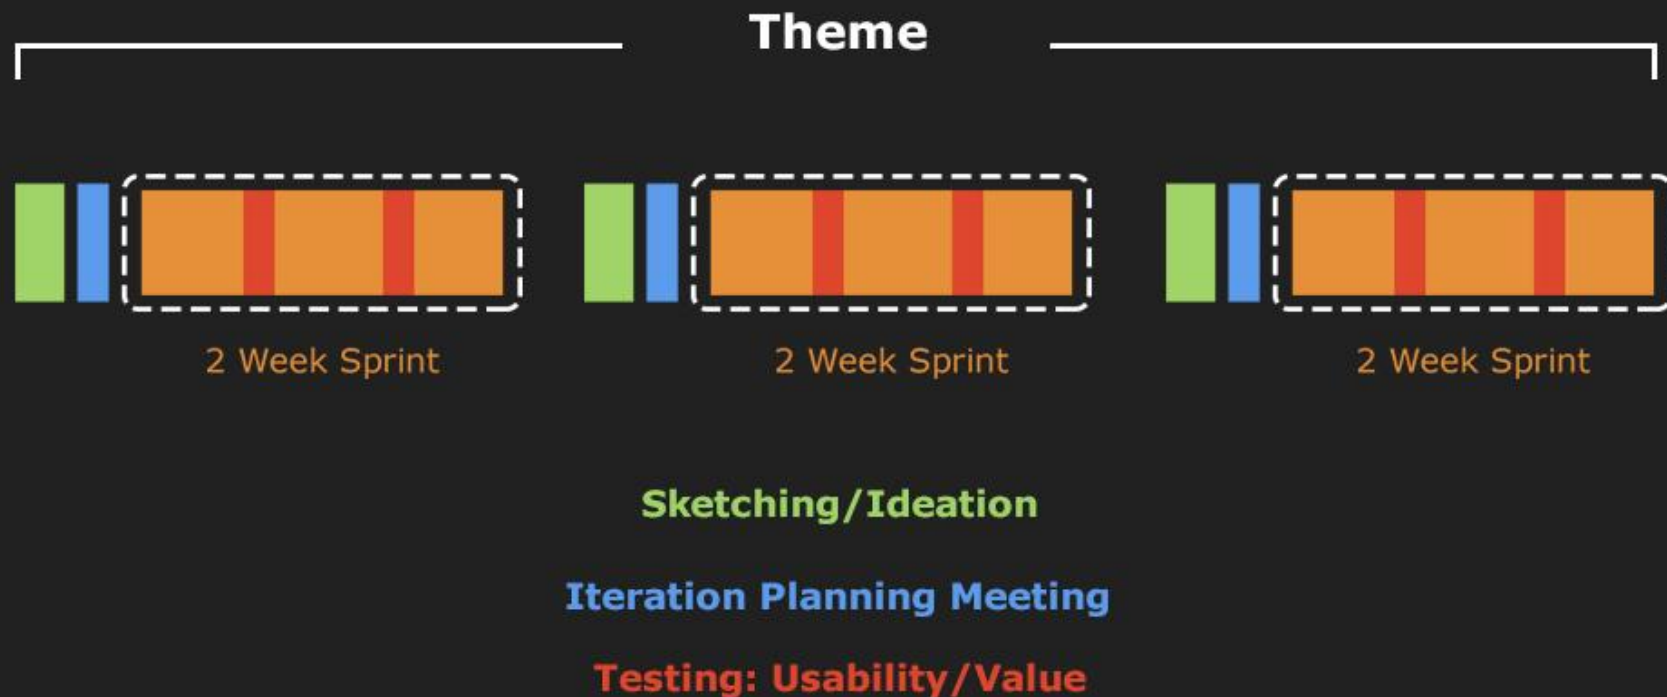 Theme
2 Week Sprint
2 Week Sprint
2 Week Sprint
Sketching/Ideation
Iteration Planning Meeting
Testing: Usability/Value